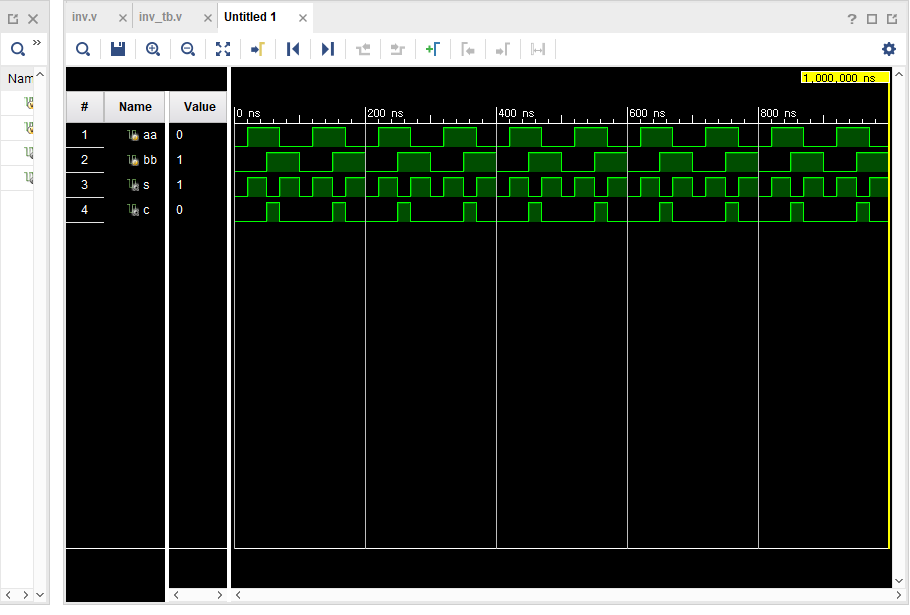 inv.v
inv_tb.v
Untitled 1
?
»
Nam
1,000,000 ns
# Name Value
0 ns 200 ns 400 ns 600 ns 800 ns
1 aa 0
2 bb 1
3 s 1
4 c 0